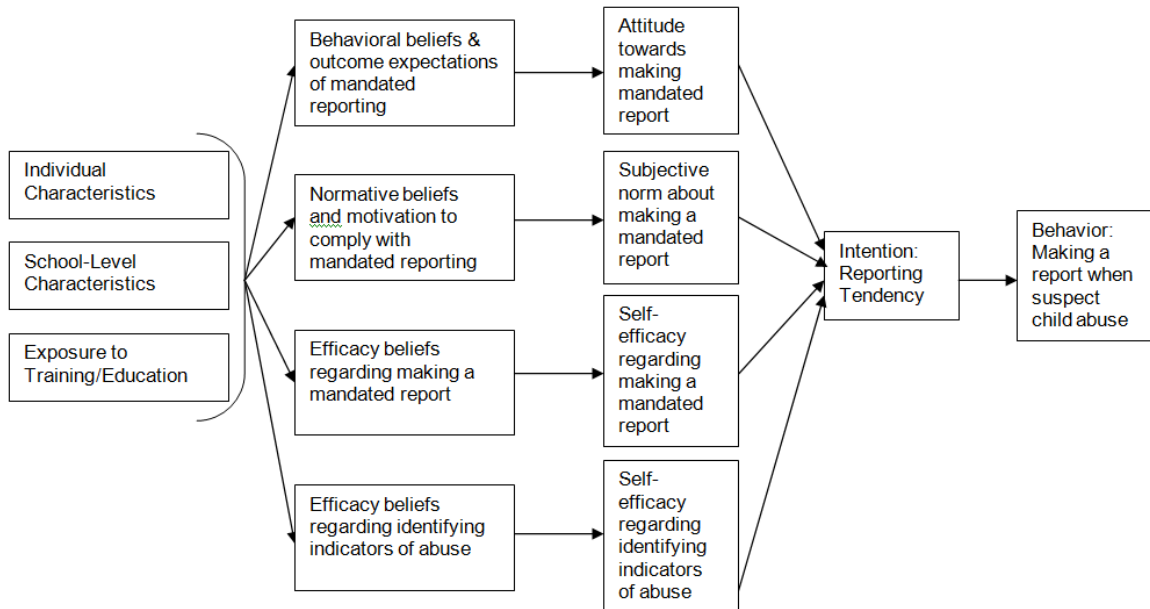 Individual
Characteristics
School-Level
Characteristics
Exposure to
Training/Education
Behavioral beliefs &
outcome expectations
of mandated
reporting
Normative beliefs
and motivation to
comply with
mandated reporting
Efficacy beliefs
regarding making a
mandated report
Efficacy beliefs
regarding identifying
indicators of abuse
Attitude
towards
making
mandated
report
Subjective
norm about
making a
mandated
report
Self-
efficacy
regarding
making a
mandated
report
Self-
efficacy
regarding
identifying
indicators
of abuse
Intention:
Reporting
Tendency
Behavior:
Making a
report when
suspect
child abuse